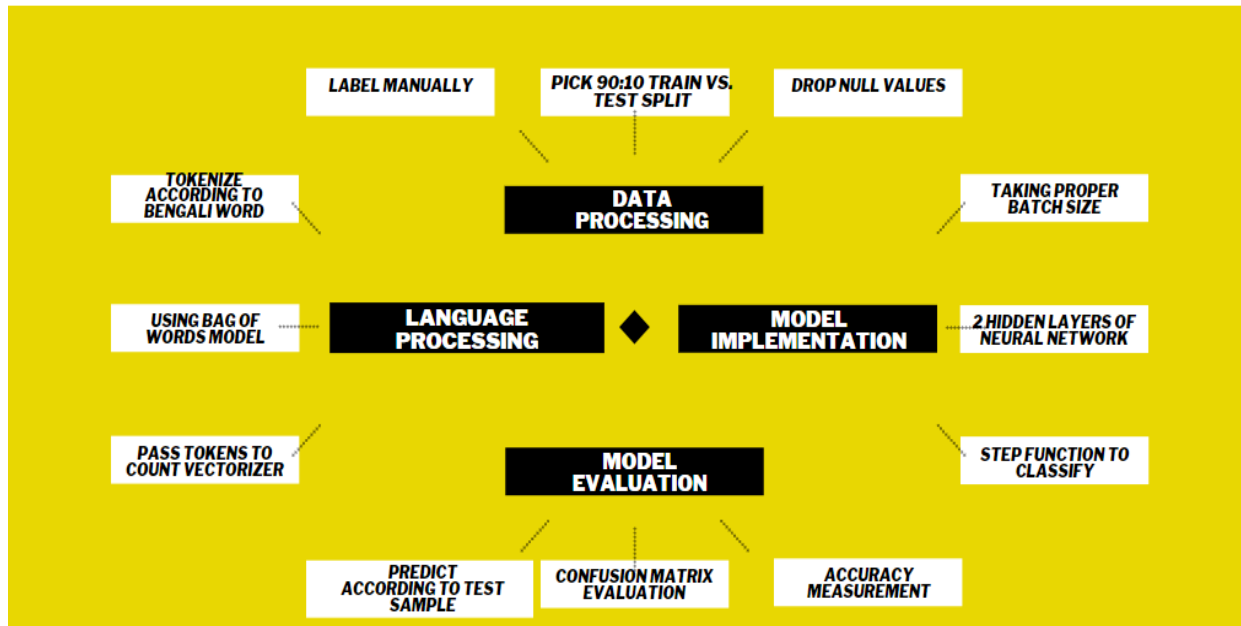 LABEL MANUALLY
PICK 90:10 TRAIN VS.
TEST SPLIT
DROP NULL VALUES
TOKENIZE
ACCORDING TO
BENGALI WORD
DATA
PROCESSING
TAKING PROPER
BATCH SIZE
USING BAG OF
WORDS MODEL
LANGUAGE
PROCESSING
MODEL
IMPLEMENTATION
2 HIDDEN LAYERS OF
NEURAL NETWORK
PASS TOKENS TO
COUNT VECTORIZER
MODEL
EVALUATION
STEP FUNCTION TO
CLASSIFY
PREDICT
ACCORDING TO TEST
SAMPLE
CONFUSION MATRIX
EVALUATION
ACCURACY
MEASUREMENT